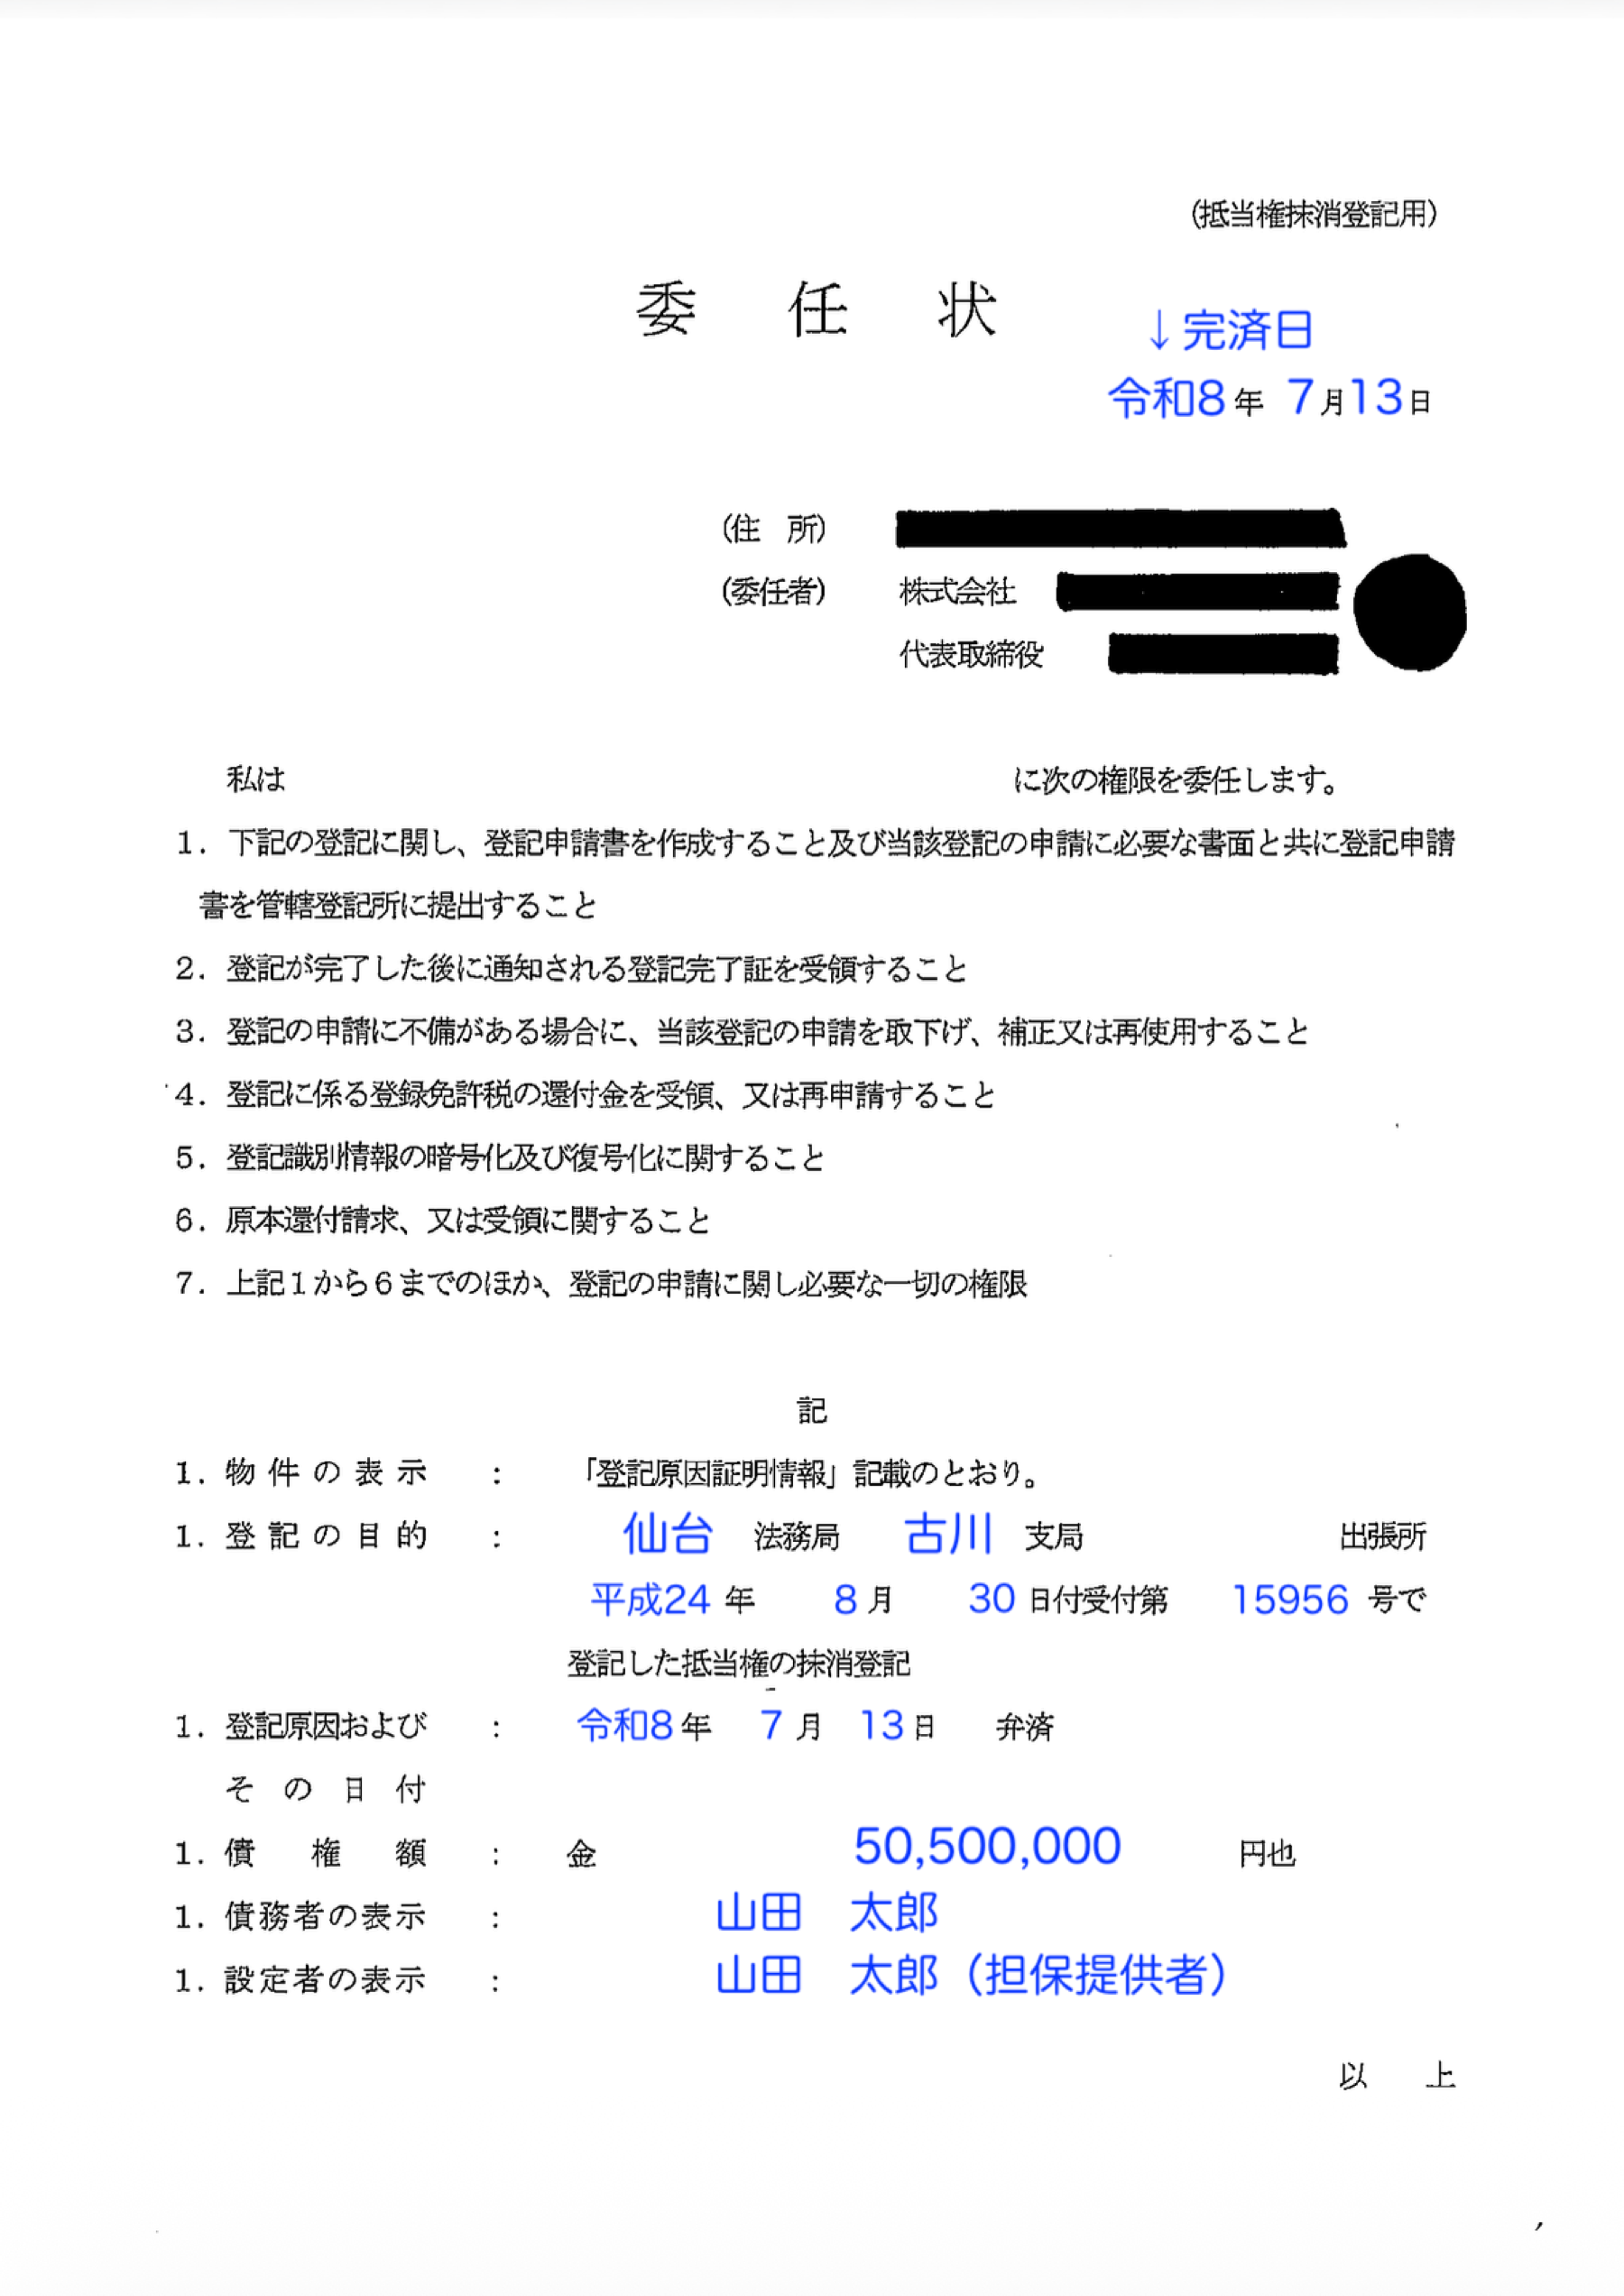 (抵当権抹消登記用)
委任状
↓完済日
令和8年 7月13日
(住 所)
(委任者) 株式会社
代表取締役
私は に次の権限を委任します。
1. 下記の登記に関し、登記申請書を作成すること及び当該登記の申請に必要な書面と共に登記申請
書を管轄登記所に提出すること
2. 登記が完了した後に通知される登記完了証を受領すること
3. 登記の申請に不備がある場合に、当該登記の申請を取下げ、補正又は再使用すること
4. 登記に係る登録免許税の還付金を受領、又は再申請すること
5. 登記識別情報の暗号化及び復号化に関すること
6. 原本還付請求、又は受領に関すること
7. 上記1から6までのほか、登記の申請に関し必要な一切の権限
記
1. 物件の表示 : 「登記原因証明情報」記載のとおり。
1. 登記の目的 : 仙台 法務局 古川 支局 出張所
平成24 年 8 月 30 日付受付第 15956 号で
登記した抵当権の抹消登記
1. 登記原因および : 令和8 年 7 月 13 日 弁済
その日付
1. 債権額 : 金 50,500,000 円也
1. 債務者の表示 : 山田 太郎
1. 設定者の表示 : 山田 太郎(担保提供者)
以 上